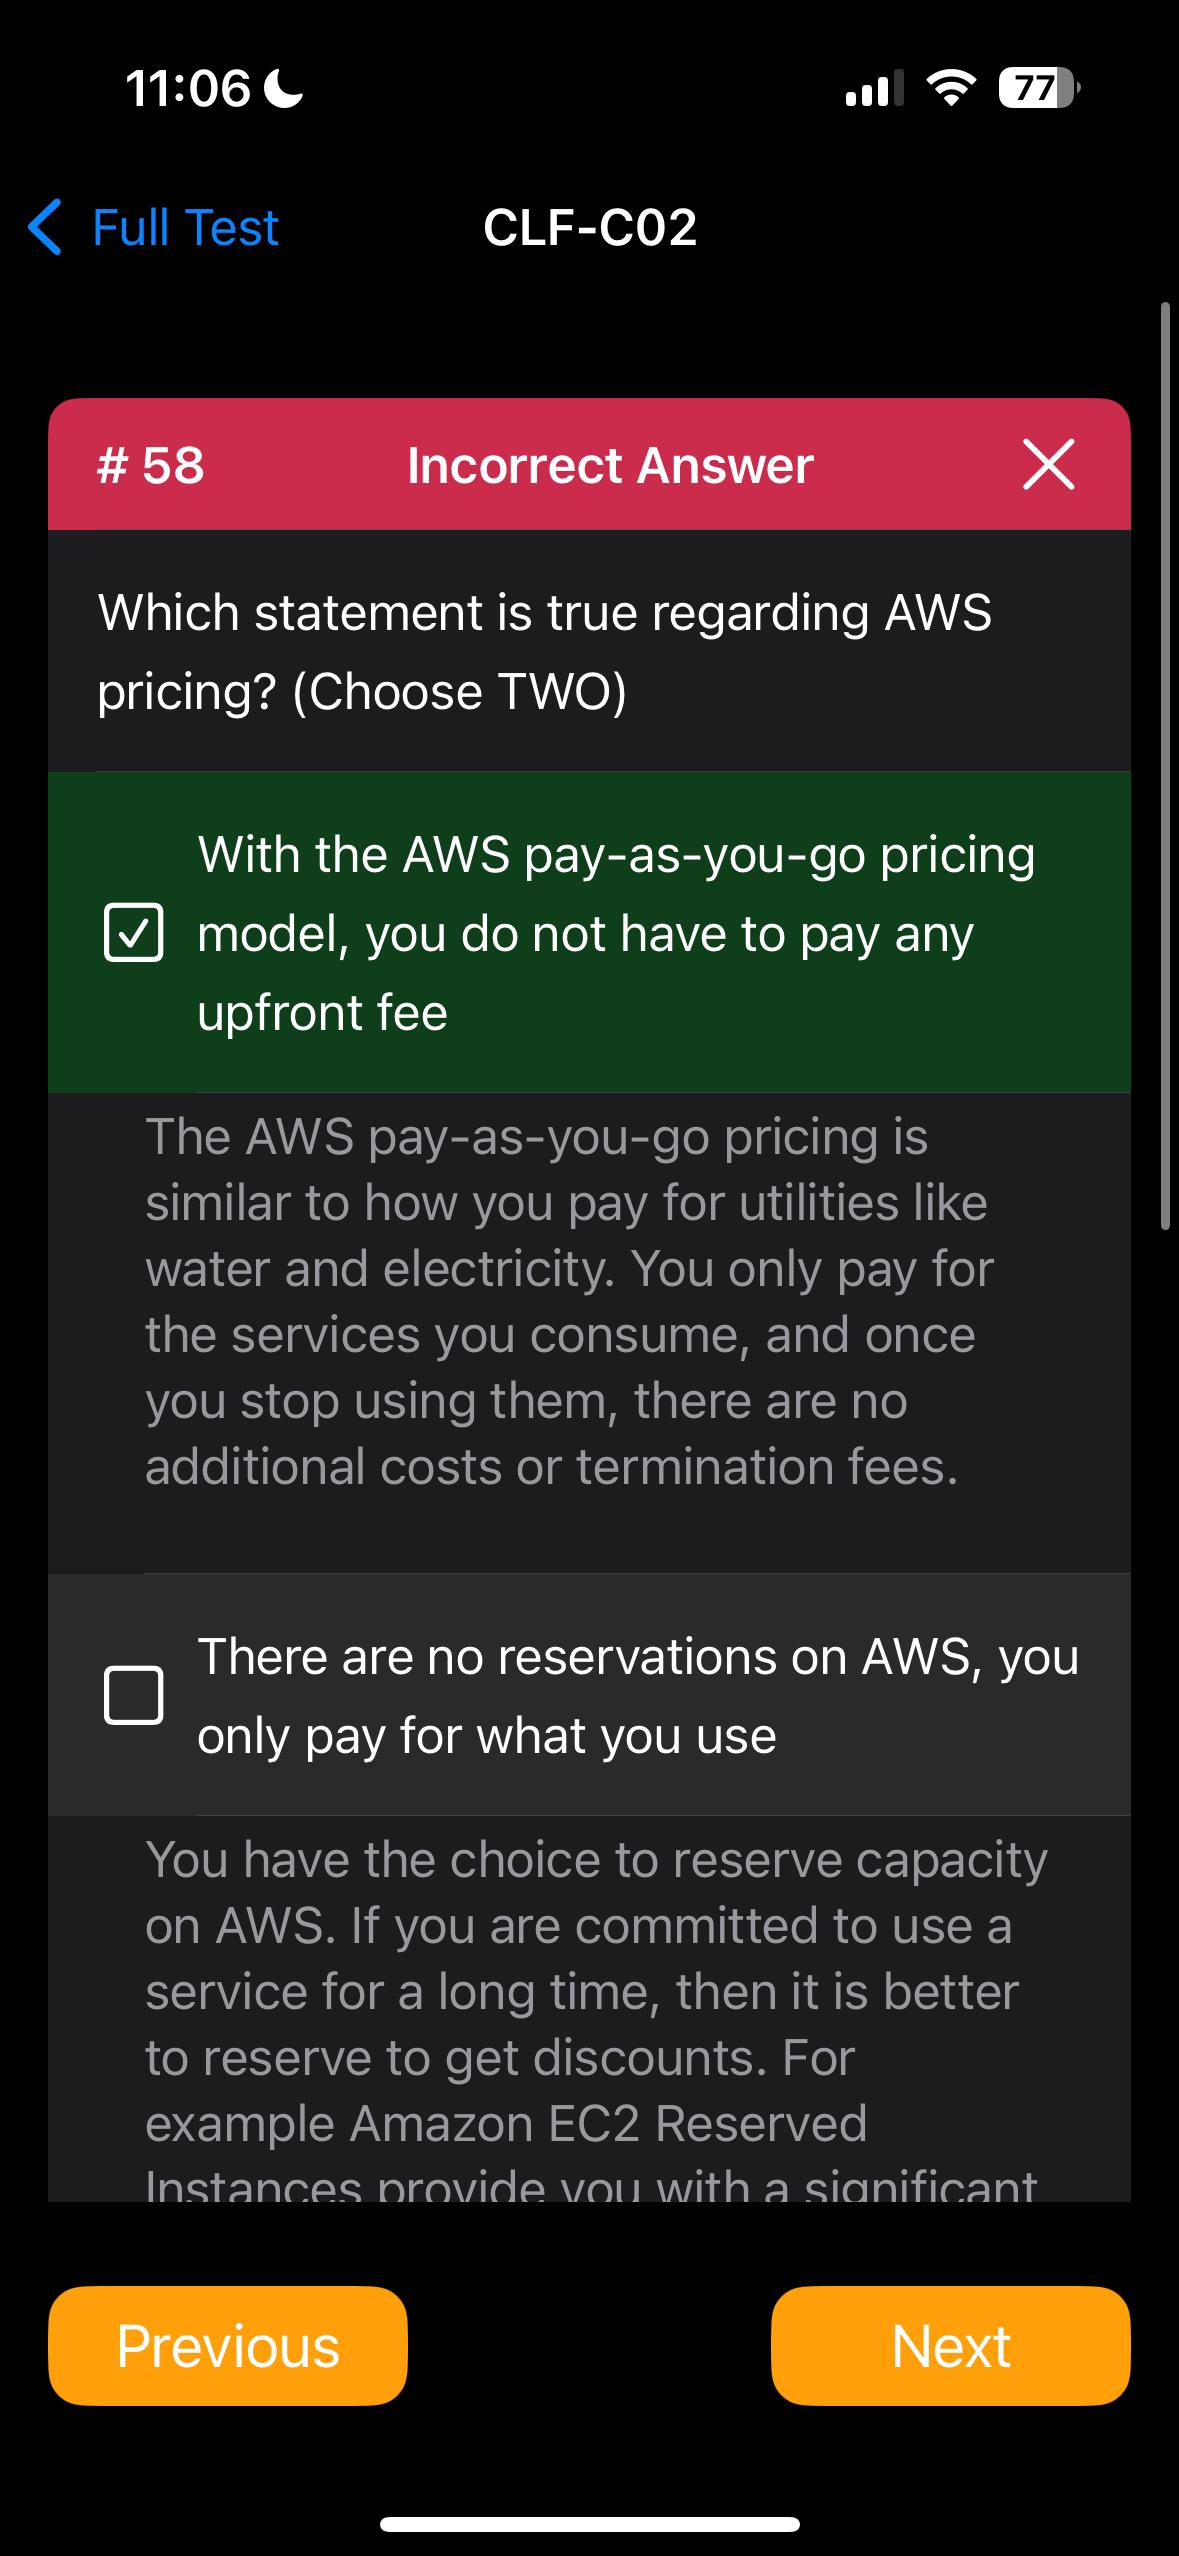 11:06
77
Full Test
CLF-C02
# 58
Incorrect Answer
Which statement is true regarding AWS
pricing? (Choose TWO)
With the AWS pay-as-you-go pricing
model, you do not have to pay any
upfront fee
The AWS pay-as-you-go pricing is
similar to how you pay for utilities like
water and electricity. You only pay for
the services you consume, and once
you stop using them, there are no
additional costs or termination fees.
There are no reservations on AWS, you
only pay for what you use
You have the choice to reserve capacity
on AWS. If you are committed to use a
service for a long time, then it is better
to reserve to get discounts. For
example Amazon EC2 Reserved
Instances provide you with a significant
Previous
Next